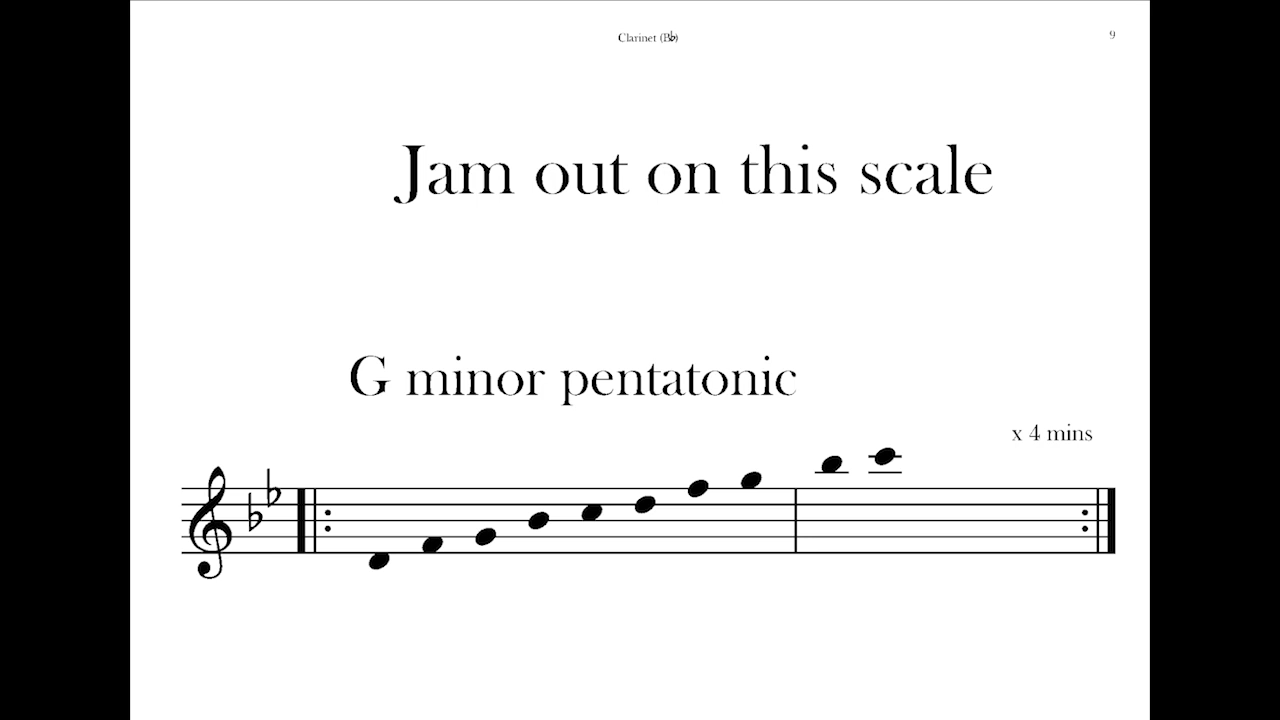 Clarinet (B♭)
9
Jam out on this scale
G minor pentatonic
x 4 mins